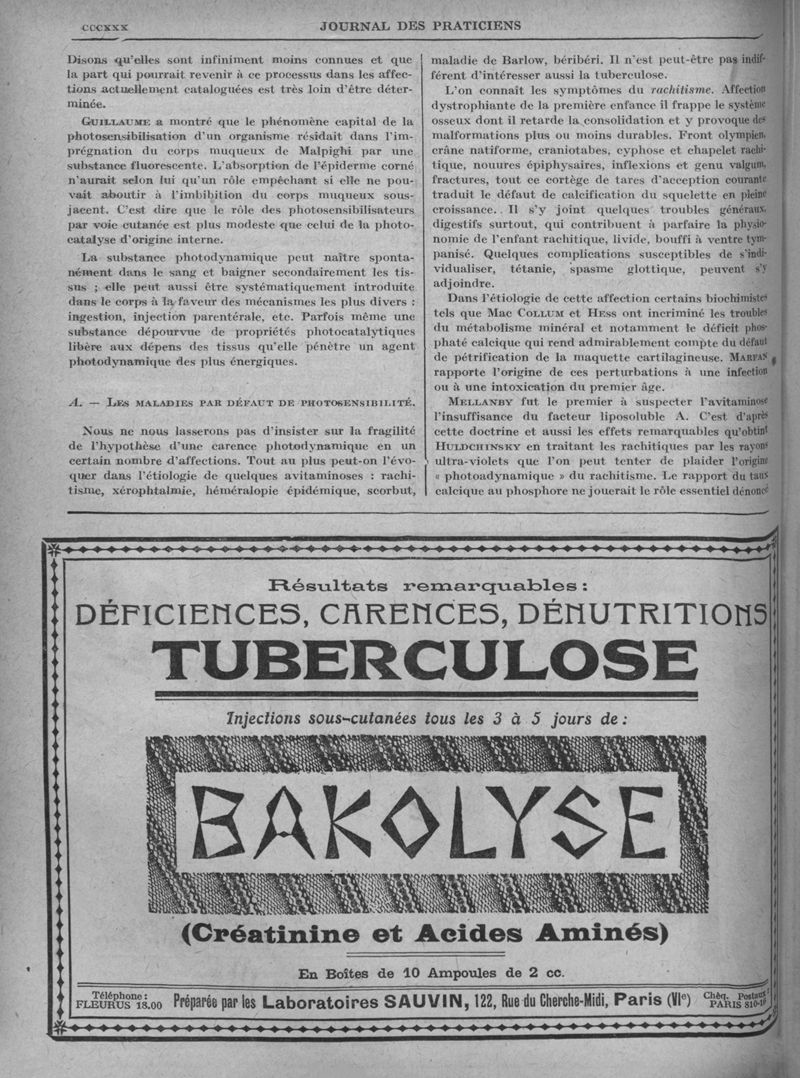 CCCXXX
JOURNAL DES PRATICIENS
Disons qu'elles sont infiniment moins connues et que
la part qui pourrait revenir à ce processus dans les affec-
tions actuellement cataloguées est très loin d'être déter-
minée.
GUILLAUME a montré que le phénomène capital de la
photosensibilisation d'un organisme résidait dans l'im-
prégnation du corps muqueux de Malpighi par une
substance fluorescente. L'absorption de l'épiderme corné
n'aurait selon lui qu'un rôle empêchant si elle ne pou-
vait aboutir à l'imbibition du corps muqueux sous-
jacent. C'est dire que le rôle des photosensibilisateurs
par voie cutanée est plus modeste que celui de la photo-
catalyse d'origine interne.
La substance photodynamique peut naître sponta-
nément dans le sang et baigner secondairement les tis-
sus ; elle peut aussi être systématiquement introduite
dans le corps à la faveur des mécanismes les plus divers :
ingestion, injection parentérale, etc. Parfois même une
substance dépourvue de propriétés photocatalytiques
libère aux dépens des tissus qu'elle pénètre un agent
photodynamique des plus énergiques.
A. — LES MALADIES PAR DÉFAUT DE PHOTOSENSIBILITÉ.
Nous ne nous lasserons pas d'insister sur la fragilité
de l'hypothèse d'une carence photodynamique en un
certain nombre d'affections. Tout au plus peut-on l'évo-
quer dans l'étiologie de quelques avitaminoses : rachi-
tisme, xérophtalmie, héméralopie épidémique, scorbut,
maladie de Barlow, béribéri. Il n'est peut-être pas indif-
férent d'intéresser aussi la tuberculose.
L'on connaît les symptômes du rachitisme. Affection
dystrophiante de la première enfance il frappe le système
osseux dont il retarde la consolidation et y provoque des
malformations plus ou moins durables. Front olympien,
crâne natiforme, craniotabes, cyphose et chapelet rachi-
tique, nouures épiphysaires, inflexions et genu valgum,
fractures, tout ce cortège de tares d'acception courante
traduit le défaut de calcification du squelette en pleine
croissance. Il s'y joint quelques troubles généraux,
digestifs surtout, qui contribuent à parfaire la physio-
nomie de l'enfant rachitique, livide, bouffi à ventre tym-
panisé. Quelques complications susceptibles de s'indi-
vidualiser, tétanie, spasme glottique, peuvent s'y
adjoindre.
Dans l'étiologie de cette affection certains biochimistes
tels que Mac COLLUM et HESS ont incriminé les troubles
du métabolisme minéral et notamment le déficit phos-
phaté calcique qui rend admirablement compte du défaut
de pétrification de la maquette cartilagineuse. MARFAN
rapporte l'origine de ces perturbations à une infection
ou à une intoxication du premier âge.
MELLANBY fut le premier à suspecter l'avitaminose
l'insuffisance du facteur liposoluble A. C'est d'après
cette doctrine et aussi les effets remarquables qu'obtint
HULDCHINSKY en traitant les rachitiques par les rayons
ultra-violets que l'on peut tenter de plaider l'origine
« photoadynamique » du rachitisme. Le rapport du taux
calcique au phosphore ne jouerait le rôle essentiel dénoncé
Résultats remarquables :
DÉFICIENCES, CARENCES, DÉNUTRITIONS
TUBERCULOSE
Injections sous-cutanées tous les 3 à 5 jours de :
BAKOLYSE
(Créatinine et Acides Aminés)
En Boîtes de 10 Ampoules de 2 cc.
Téléphone :
FLEURUS 18.00
Préparée par les Laboratoires SAUVIN, 122, Rue du Cherche-Midi, Paris (VIe)
Chèq. Postaux
PARIS